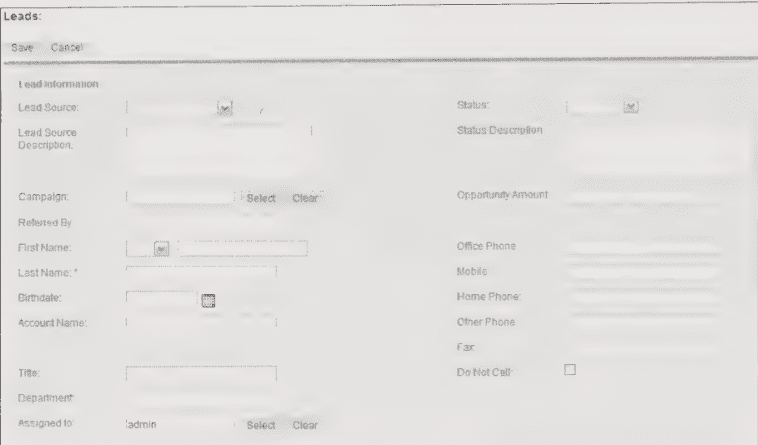 Leads:
Save Cancel
Lead Information
Lead Source:
Status:
Lead Source
Description:
Status Description
Campaign: Select Clear
Opportunity Amount
Referred By
First Name:
Office Phone
Last Name: *
Mobile
Birthdate:
Home Phone:
Account Name:
Other Phone
Fax
Title:
Do Not Call:
Department
Assigned to: admin Select Clear